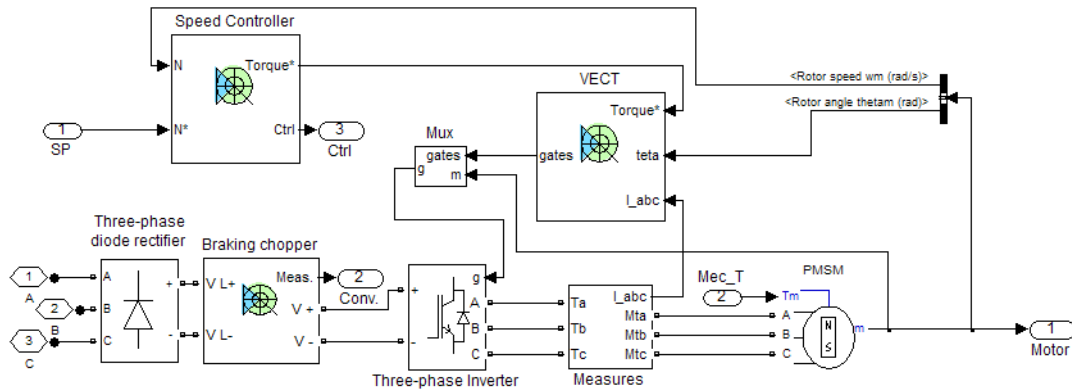 Speed Controller
N
Torque*
N*
Ctrl
1
SP
3
Ctrl
VECT
Torque*
gates
teta
I_abc
<Rotor speed wm (rad/s)>
<Rotor angle thetam (rad)>
Mux
gates
g
m
Three-phase
diode rectifier
A
B
C
+
-
1
A
2
B
3
C
Braking chopper
V L+
V L-
Meas.
V +
V -
2
Conv.
g
+
-
A
B
C
Three-phase Inverter
I_abc
Ta
Tb
Tc
Mta
Mtb
Mtc
Measures
Mec_T
2
PMSM
Tm
A
B
C
N
S
m
1
Motor